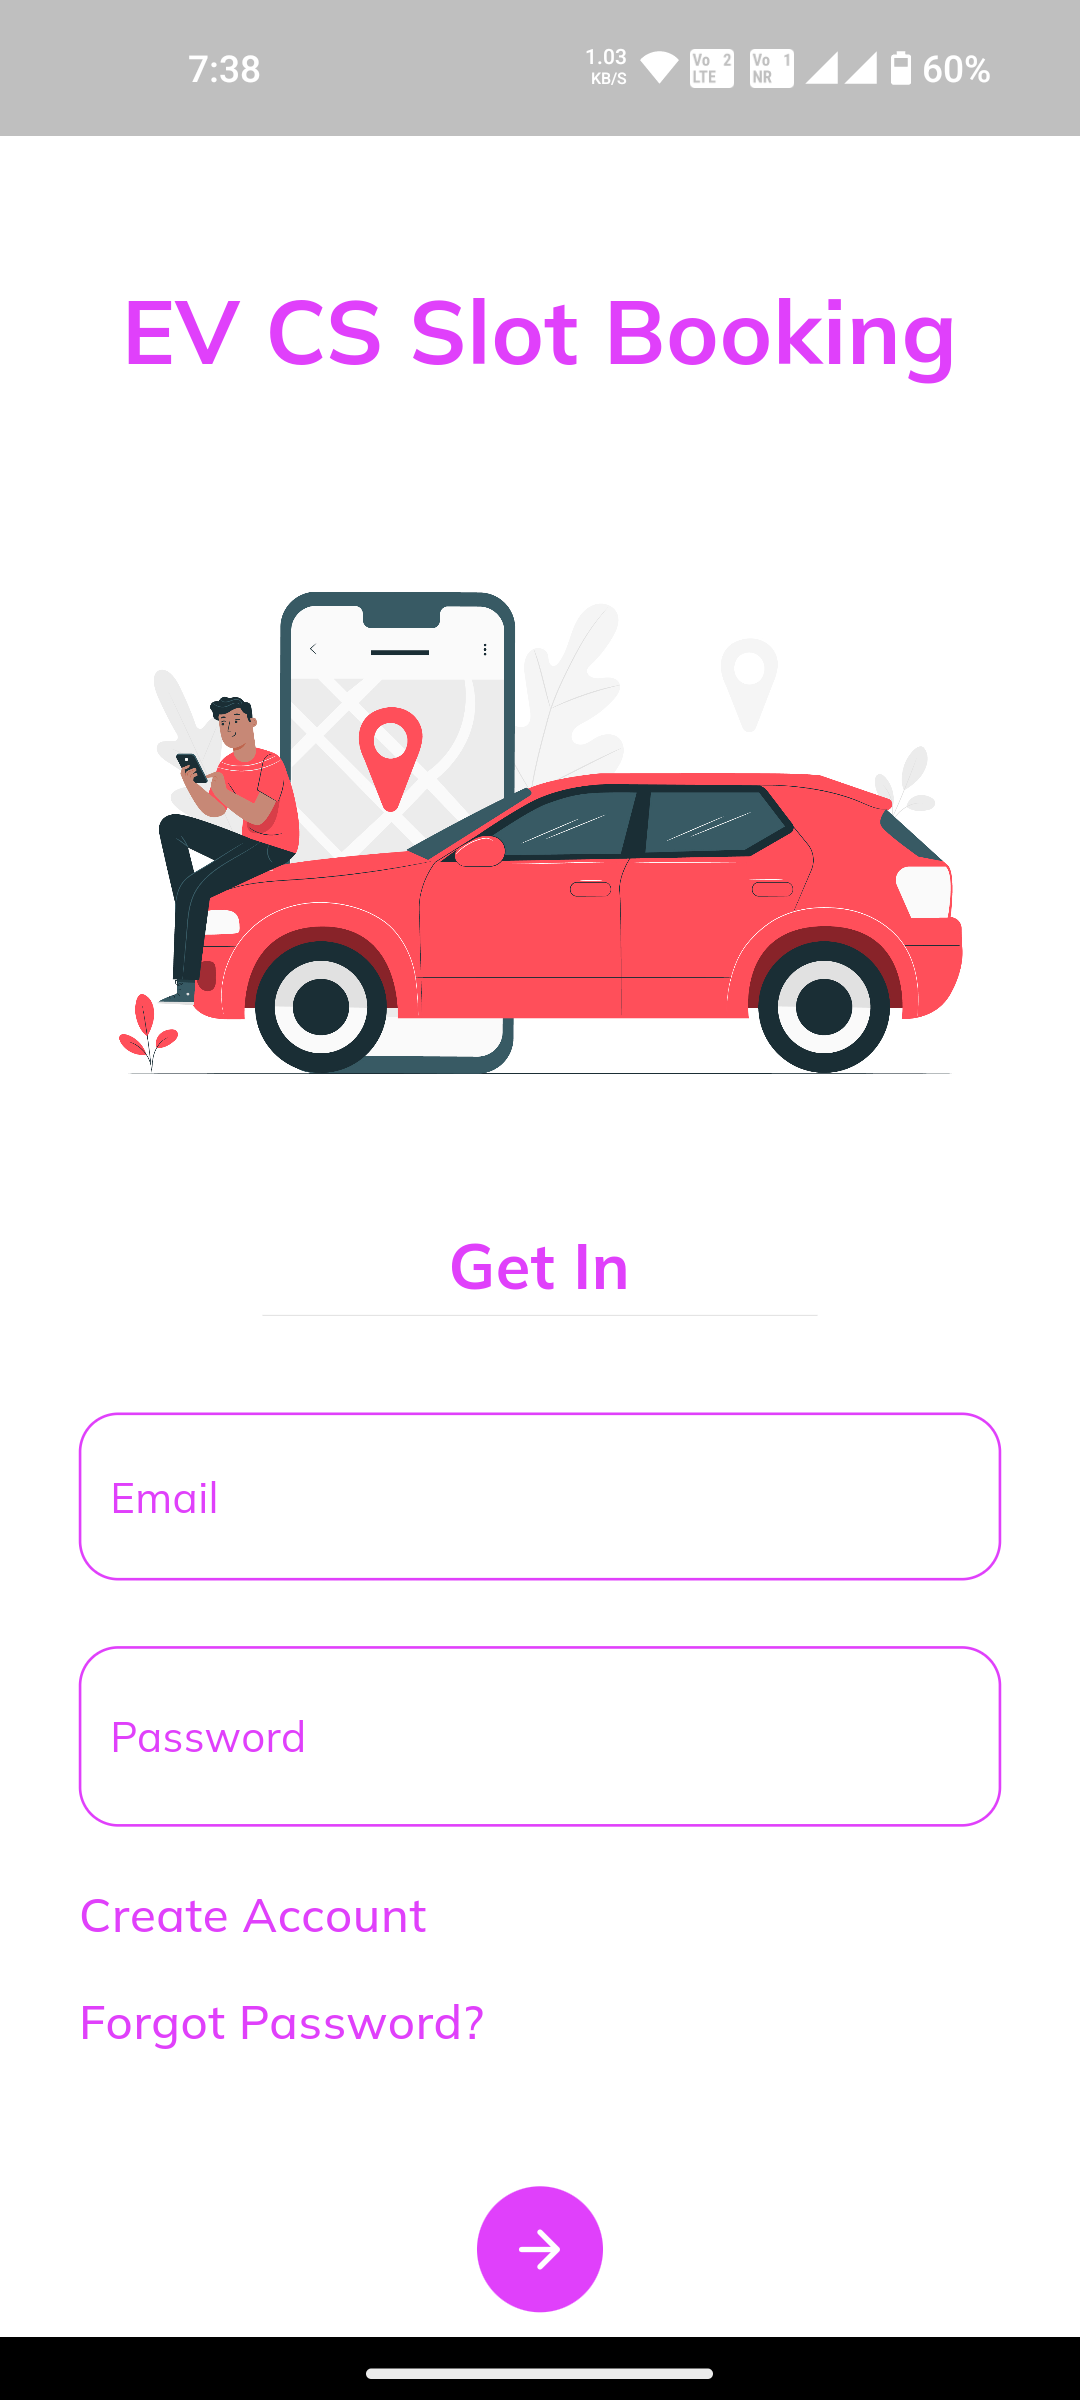 7:38
1.03
KB/S
Vo 2
LTE
Vo 1
NR
60%
EV CS Slot Booking
Get In
Email
Password
Create Account
Forgot Password?